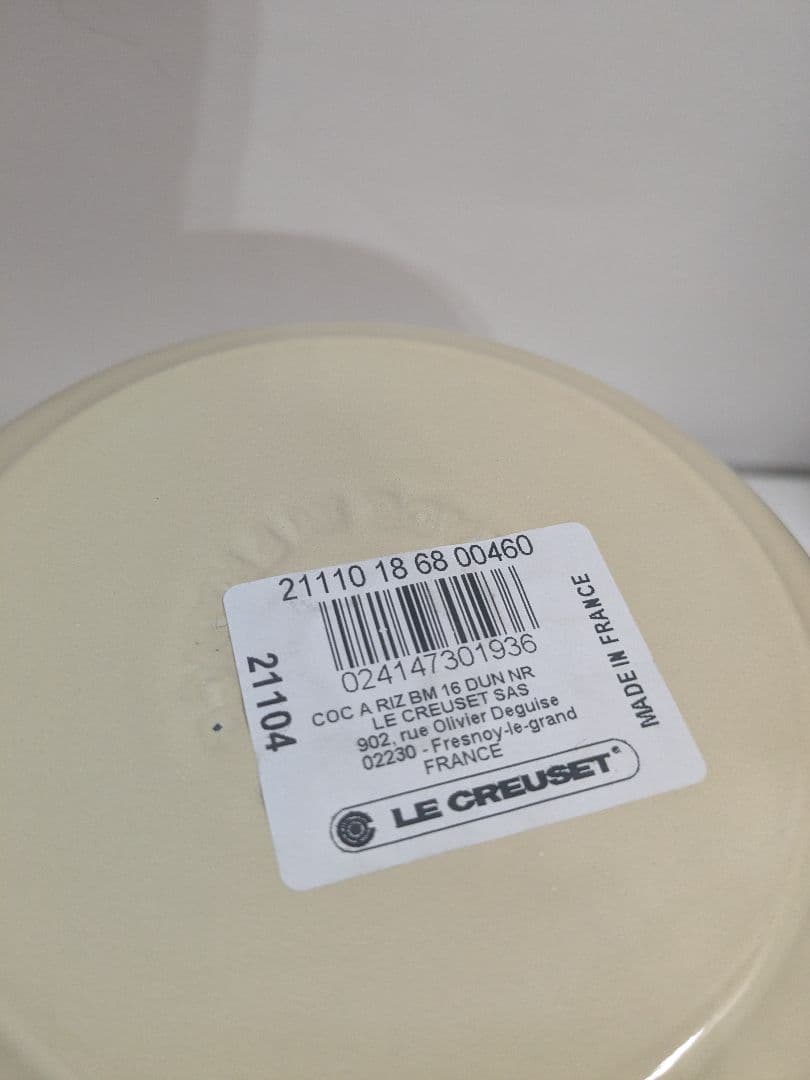 21110 18 68 00460
024147301936
COC A RIZ BM 16 DUN NR
LE CREUSET SAS
902, rue Olivier Deguise
02230 - Fresnoy-le-grand
FRANCE
LE CREUSET®
21104
MADE IN FRANCE